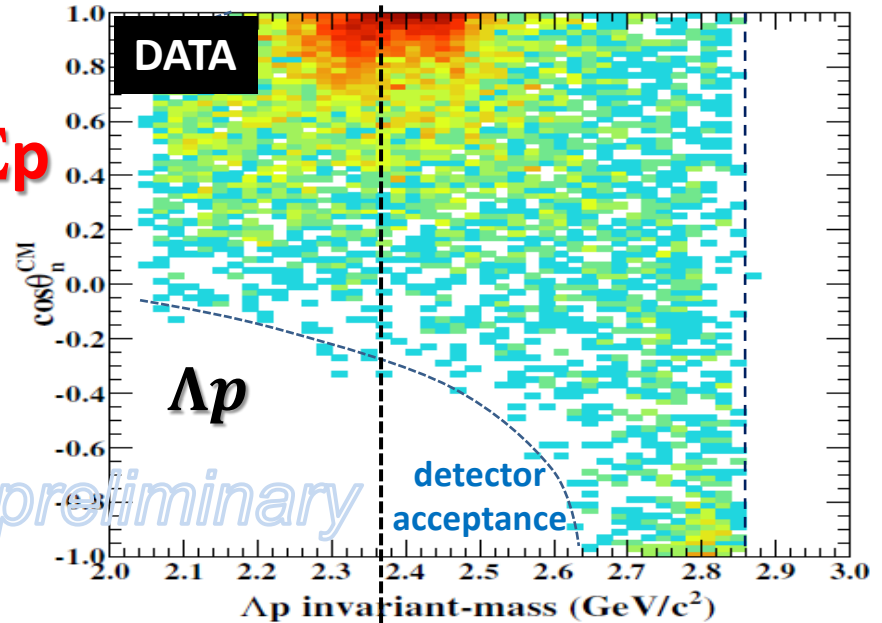 DATA
Σp
Λp
preliminary
detector
acceptance
cosθₙᶜᴹ
1.0
0.8
0.6
0.4
0.2
0.0
-0.2
-0.4
-0.6
-0.8
-1.0
2.0 2.1 2.2 2.3 2.4 2.5 2.6 2.7 2.8 2.9 3.0
Λp invariant-mass (GeV/c²)